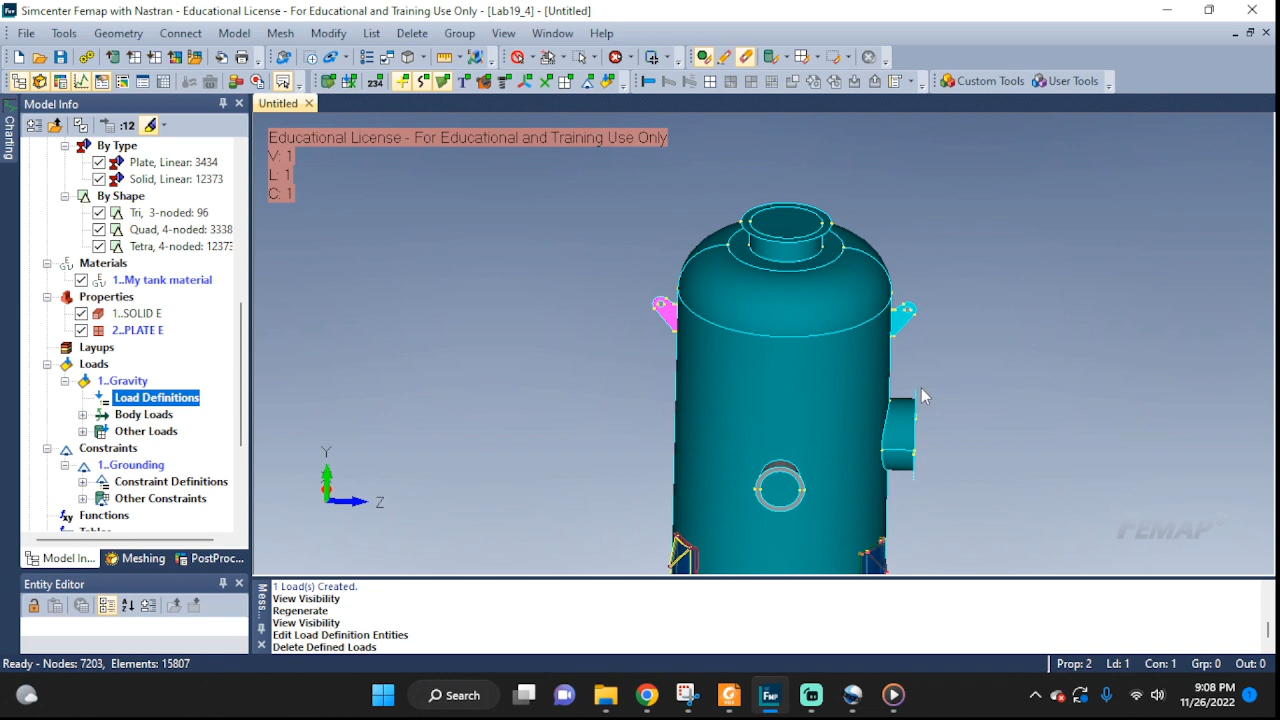 Simcenter Femap with Nastran - Educational License - For Educational and Training Use Only - [Lab19_4] - [Untitled]
File Tools Geometry Connect Model Mesh Modify List Delete Group View Window Help
234
Custom Tools User Tools
Model Info
Untitled
:12
Charting
Educational License - For Educational and Training Use Only
V: 1
L: 1
C: 1
By Type
Plate, Linear: 3434
Solid, Linear: 12373
By Shape
Tri, 3-noded: 96
Quad, 4-noded: 3338
Tetra, 4-noded: 12373
Materials
1..My tank material
Properties
1..SOLID E
2..PLATE E
Layups
Loads
1..Gravity
Load Definitions
Body Loads
Other Loads
Constraints
1..Grounding
Constraint Definitions
Other Constraints
Functions
Y
Z
FEMAP
Model In... Meshing PostProc...
Entity Editor
Mess...
1 Load(s) Created.
View Visibility
Regenerate
View Visibility
Edit Load Definition Entities
Delete Defined Loads
Ready - Nodes: 7203, Elements: 15807
Prop: 2 Ld: 1 Con: 1 Grp: 0 Out: 0
Search
9:08 PM
11/26/2022
1